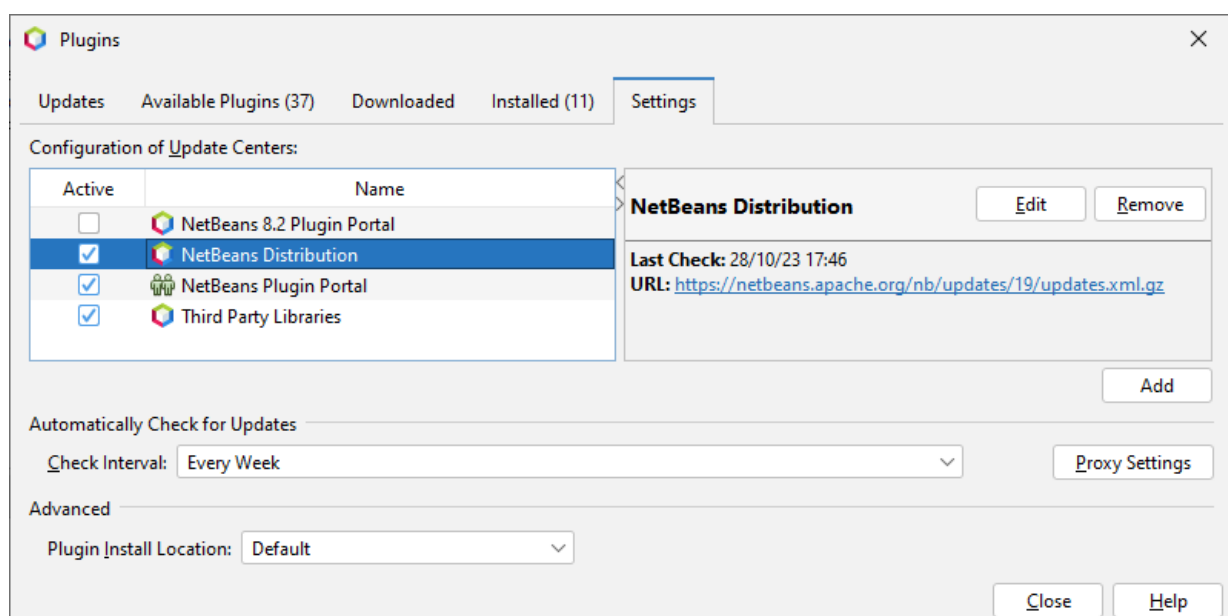 Plugins
Updates Available Plugins (37) Downloaded Installed (11) Settings
Configuration of Update Centers:
Active Name
NetBeans 8.2 Plugin Portal
NetBeans Distribution
NetBeans Plugin Portal
Third Party Libraries
NetBeans Distribution Edit Remove
Last Check: 28/10/23 17:46
URL: https://netbeans.apache.org/nb/updates/19/updates.xml.gz
Add
Automatically Check for Updates
Check Interval: Every Week Proxy Settings
Advanced
Plugin Install Location: Default
Close Help